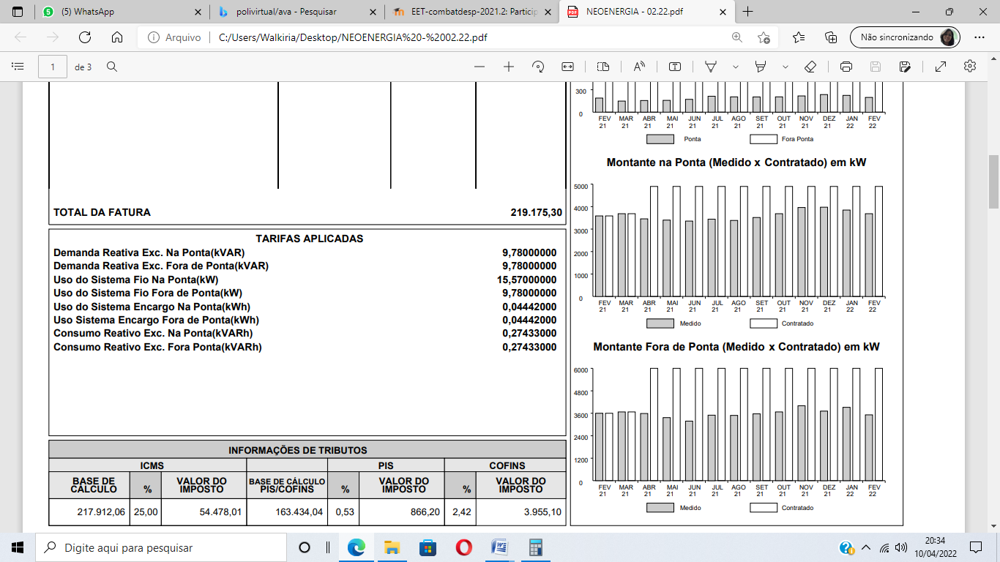 (5) WhatsApp
polivirtual/ava - Pesquisar
EET-combatdesp-2021.2: Particip
NEOENERGIA - 02.22.pdf
Arquivo
C:/Users/Walkiria/Desktop/NEOENERGIA%20-%2002.22.pdf
Não sincronizando
1 de 3
TOTAL DA FATURA 219.175,30
TARIFAS APLICADAS
Demanda Reativa Exc. Na Ponta(kVAR) 9,78000000
Demanda Reativa Exc. Fora de Ponta(kVAR) 9,78000000
Uso do Sistema Fio Na Ponta(kW) 15,57000000
Uso do Sistema Fio Fora de Ponta(kW) 9,78000000
Uso do Sistema Encargo Na Ponta(kWh) 0,04442000
Uso Sistema Encargo Fora de Ponta(kWh) 0,04442000
Consumo Reativo Exc. Na Ponta(kVARh) 0,27433000
Consumo Reativo Exc. Fora Ponta(kVARh) 0,27433000
INFORMAÇÕES DE TRIBUTOS
ICMS PIS COFINS
BASE DE CÁLCULO % VALOR DO IMPOSTO BASE DE CÁLCULO PIS/COFINS % VALOR DO IMPOSTO % VALOR DO IMPOSTO
217.912,06 25,00 54.478,01 163.434,04 0,53 866,20 2,42 3.955,10
300
0
FEV MAR ABR MAI JUN JUL AGO SET OUT NOV DEZ JAN FEV
21 21 21 21 21 21 21 21 21 21 21 22 22
Ponta Fora Ponta
Montante na Ponta (Medido x Contratado) em kW
5000
4000
3000
2000
1000
0
FEV MAR ABR MAI JUN JUL AGO SET OUT NOV DEZ JAN FEV
21 21 21 21 21 21 21 21 21 21 21 22 22
Medido Contratado
Montante Fora de Ponta (Medido x Contratado) em kW
6000
4800
3600
2400
1200
0
FEV MAR ABR MAI JUN JUL AGO SET OUT NOV DEZ JAN FEV
21 21 21 21 21 21 21 21 21 21 21 22 22
Medido Contratado
Digite aqui para pesquisar
20:34
10/04/2022